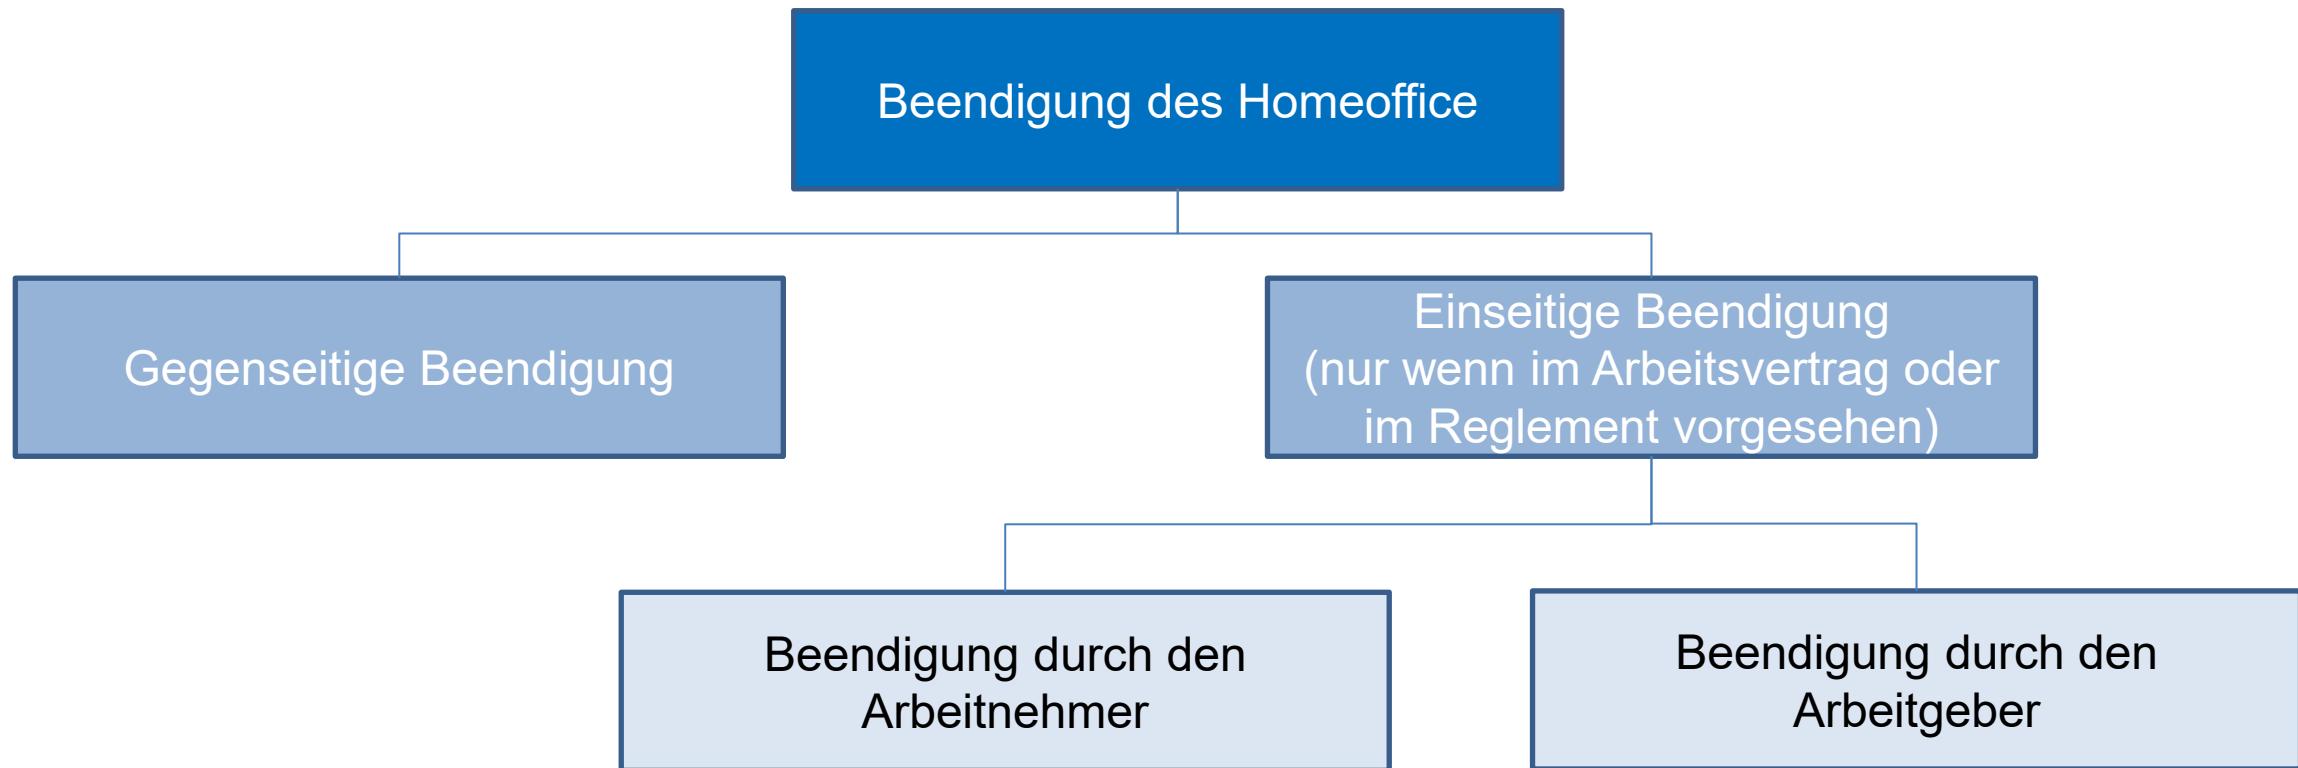 Beendigung des Homeoffice
Gegenseitige Beendigung
Einseitige Beendigung
(nur wenn im Arbeitsvertrag oder
im Reglement vorgesehen)
Beendigung durch den
Arbeitnehmer
Beendigung durch den
Arbeitgeber